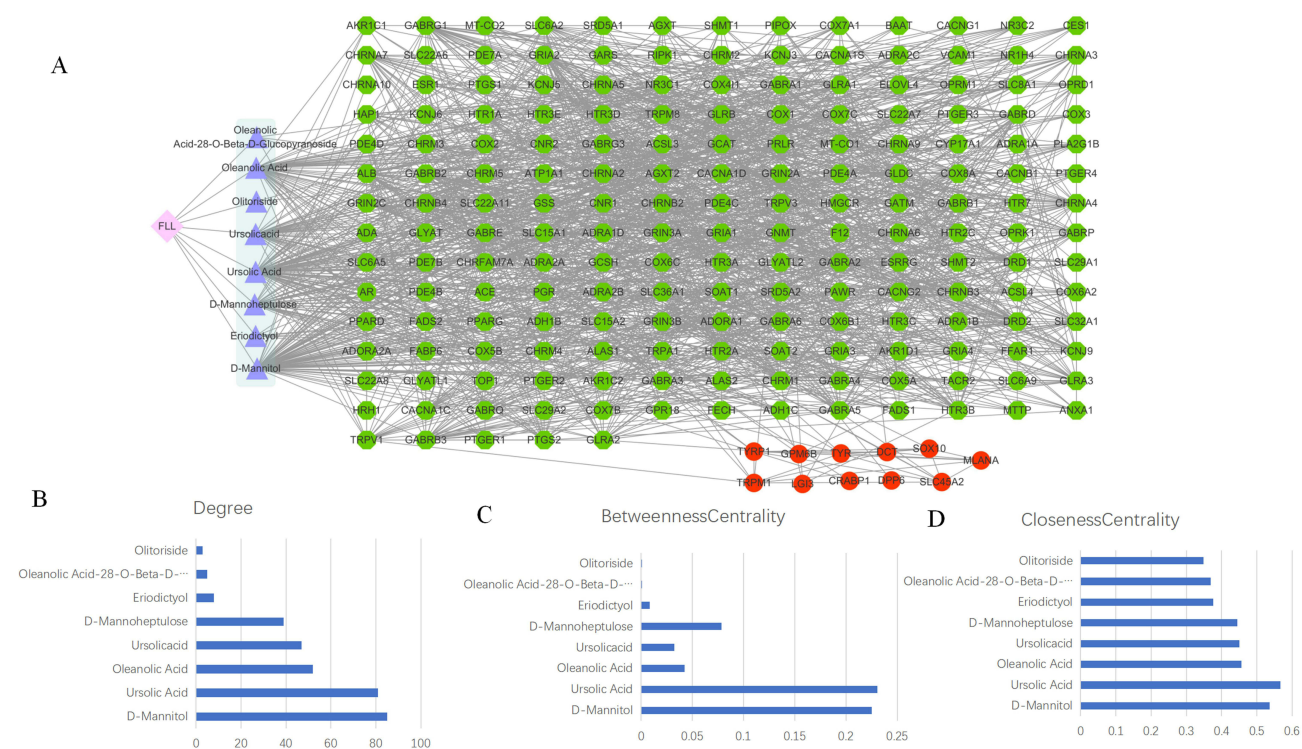 A
AKR1C1 GABRG1 MT-CO2 SLC6A2 SRD5A1 AGXT SHMT1 PIPOX COX7A1 BAAT CACNG1 NR3C2 CES1
CHRNA7 SLC22A6 PDE7A GRIA2 GARS RIPK1 CHRM2 KCNJ3 CACNA1S ADRA2C VCAM1 NR1H4 CHRNA3
CHRNA10 ESR1 PTGS1 KCNJ5 CHRNA5 NR3C1 COX4I1 GABRA1 GLRA1 ELOVL4 OPRM1 SLC8A1 OPRD1
HAP1 KCNJ6 HTR1A HTR3E HTR3D TRPM8 GLRB COX1 COX7C SLC22A7 PTGER3 GABRD COX3
Oleanolic
Acid-28-O-Beta-D-Glucopyranoside
PDE4D CHRM3 COX2 CNR2 GABRG3 ACSL3 GCAT PRLR MT-CO1 CHRNA9 CYP17A1 ADRA1A PLA2G1B
Oleanolic Acid
ALB GABRB2 CHRM5 ATP1A1 CHRNA2 AGXT2 CACNA1D GRIN2A PDE4A GLDC COX8A CACNB1 PTGER4
Olitoriside
GRIN2C CHRNB4 SLC22A11 GSS CNR1 CHRNB2 PDE4C TRPV3 HMGCR GATM GABRB1 HTR7 CHRNA4
FLL
Ursolicacid
ADA GLYAT GABRE SLC15A1 ADRA1D GRIN3A GRIA1 GNMT F12 CHRNA6 HTR2C OPRK1 GABRP
Ursolic Acid
SLC6A5 PDE7B CHRFAM7A ADRA2A GCSH COX6C HTR3A GLYATL2 GABRA2 ESRRG SHMT2 DRD1 SLC29A1
D-Mannoheptulose
AR PDE4B ACE PGR ADRA2B SLC36A1 SOAT1 SRD5A2 PAWR CACNG2 CHRNB3 ACSL4 COX6A2
Eriodictyol
PPARD FADS2 PPARG ADH1B SLC15A2 GRIN3B ADORA1 GABRA6 COX6B1 HTR3C ADRA1B DRD2 SLC32A1
D-Mannitol
ADORA2A FABP6 COX5B CHRM4 ALAS1 TRPA1 HTR2A SOAT2 GRIA3 AKR1D1 GRIA4 FFAR1 KCNJ9
SLC22A8 GLYATL1 TOP1 PTGER2 AKR1C2 GABRA3 ALAS2 CHRM1 GABRA4 COX5A TACR2 SLC6A9 GLRA3
HRH1 CACNA1C GABRQ SLC29A2 COX7B GPR18 FECH ADH1C GABRA5 FADS1 HTR3B MTTP ANXA1
TRPV1 GABRB3 PTGER1 PTGS2 GLRA2
TYRP1 GPM6B TYR DCT SOX10 MLANA
TRPM1 LGI3 CRABP1 DPP6 SLC45A2
B
Degree
Olitoriside
Oleanolic Acid-28-O-Beta-D-···
Eriodictyol
D-Mannoheptulose
Ursolicacid
Oleanolic Acid
Ursolic Acid
D-Mannitol
0 20 40 60 80 100
C
BetweennessCentrality
Olitoriside
Oleanolic Acid-28-O-Beta-D-···
Eriodictyol
D-Mannoheptulose
Ursolicacid
Oleanolic Acid
Ursolic Acid
D-Mannitol
0 0.05 0.1 0.15 0.2 0.25
D
ClosenessCentrality
Olitoriside
Oleanolic Acid-28-O-Beta-D-···
Eriodictyol
D-Mannoheptulose
Ursolicacid
Oleanolic Acid
Ursolic Acid
D-Mannitol
0 0.1 0.2 0.3 0.4 0.5 0.6